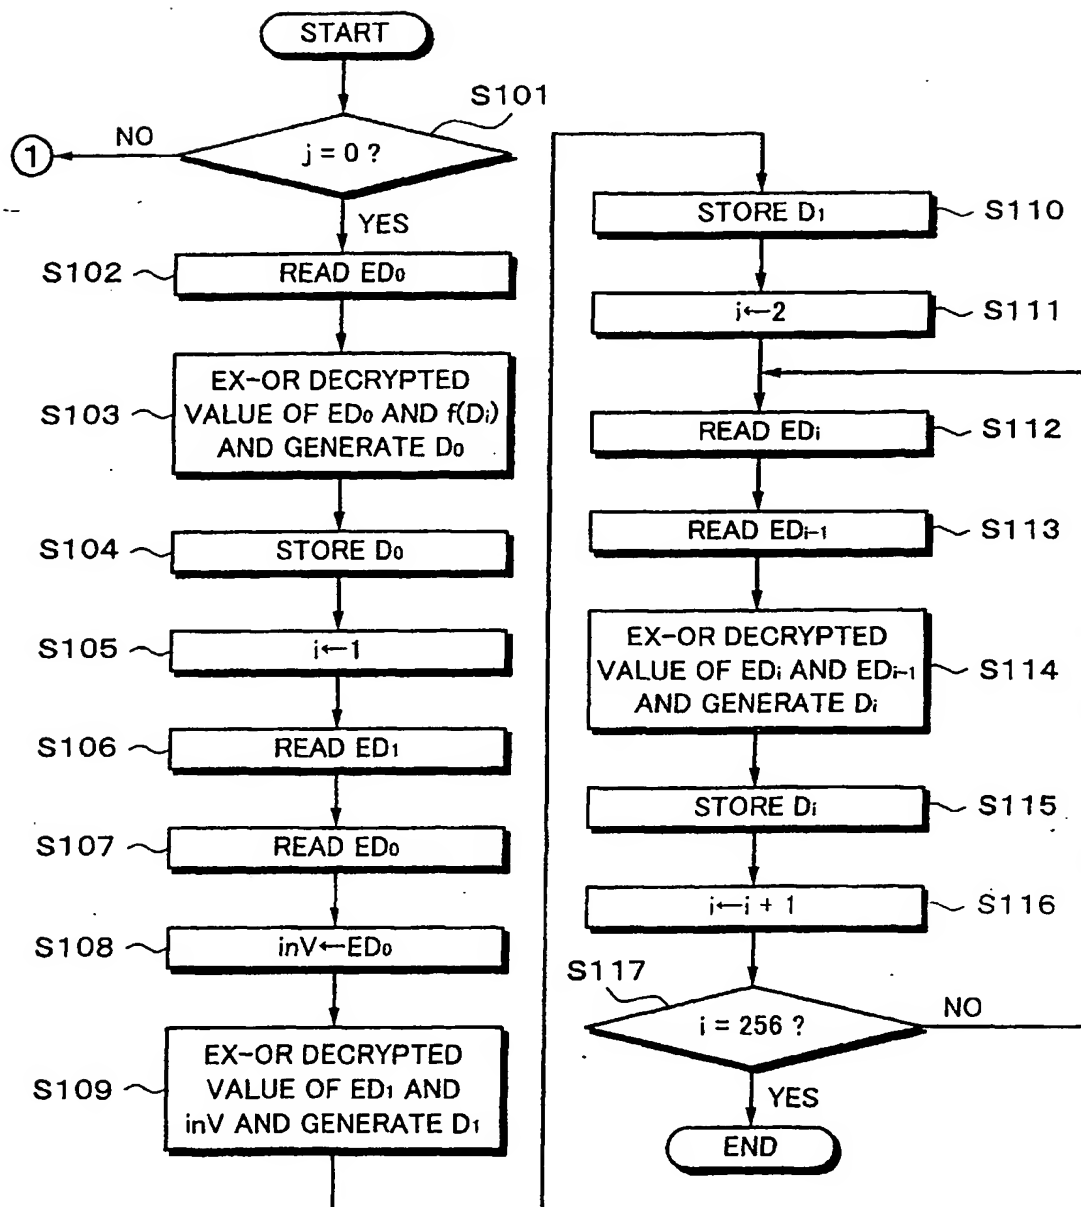 START
S101
NO
1
j = 0 ?
YES
S102
READ ED₀
S103
EX-OR DECRYPTED
VALUE OF ED₀ AND f(Dᵢ)
AND GENERATE D₀
S104
STORE D₀
S105
i←1
S106
READ ED₁
S107
READ ED₀
S108
inV←ED₀
S109
EX-OR DECRYPTED
VALUE OF ED₁ AND
inV AND GENERATE D₁
STORE D₁
S110
i←2
S111
READ EDᵢ
S112
READ EDᵢ₋₁
S113
EX-OR DECRYPTED
VALUE OF EDᵢ AND EDᵢ₋₁
AND GENERATE Dᵢ
S114
STORE Dᵢ
S115
i←i + 1
S116
S117
i = 256 ?
NO
YES
END